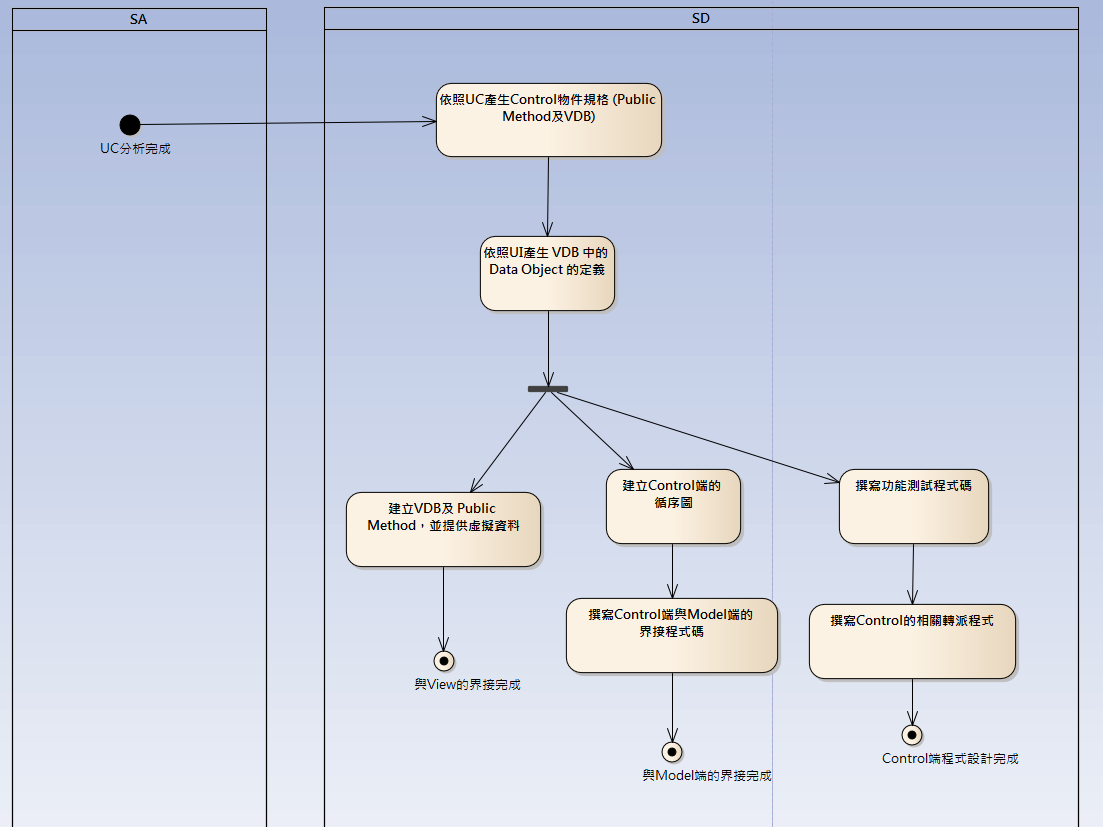 SA
SD
UC分析完成
依照UC產生Control物件規格 (Public
Method及VDB)
依照UI產生 VDB 中的
Data Object 的定義
建立VDB及 Public
Method，並提供虛擬資料
建立Control端的
循序圖
撰寫功能測試程式碼
撰寫Control端與Model端的
界接程式碼
撰寫Control的相關轉派程式
與View的界接完成
與Model端的界接完成
Control端程式設計完成